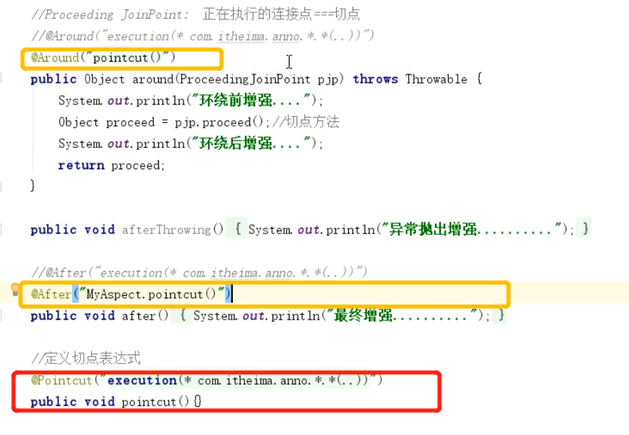 //Proceeding JoinPoint: 正在执行的连接点===切点
//@Around("execution(* com.itheima.anno.*.*(..))")
@Around("pointcut()")
public Object around(ProceedingJoinPoint pjp) throws Throwable {
System.out.println("环绕前增强....");
Object proceed = pjp.proceed();//切点方法
System.out.println("环绕后增强....");
return proceed;
}
public void afterThrowing() { System.out.println("异常抛出增强.........."); }
//@After("execution(* com.itheima.anno.*.*(..))")
@After("MyAspect.pointcut()")
public void after() { System.out.println("最终增强.........."); }
//定义切点表达式
@Pointcut("execution(* com.itheima.anno.*.*(..))")
public void pointcut(){}